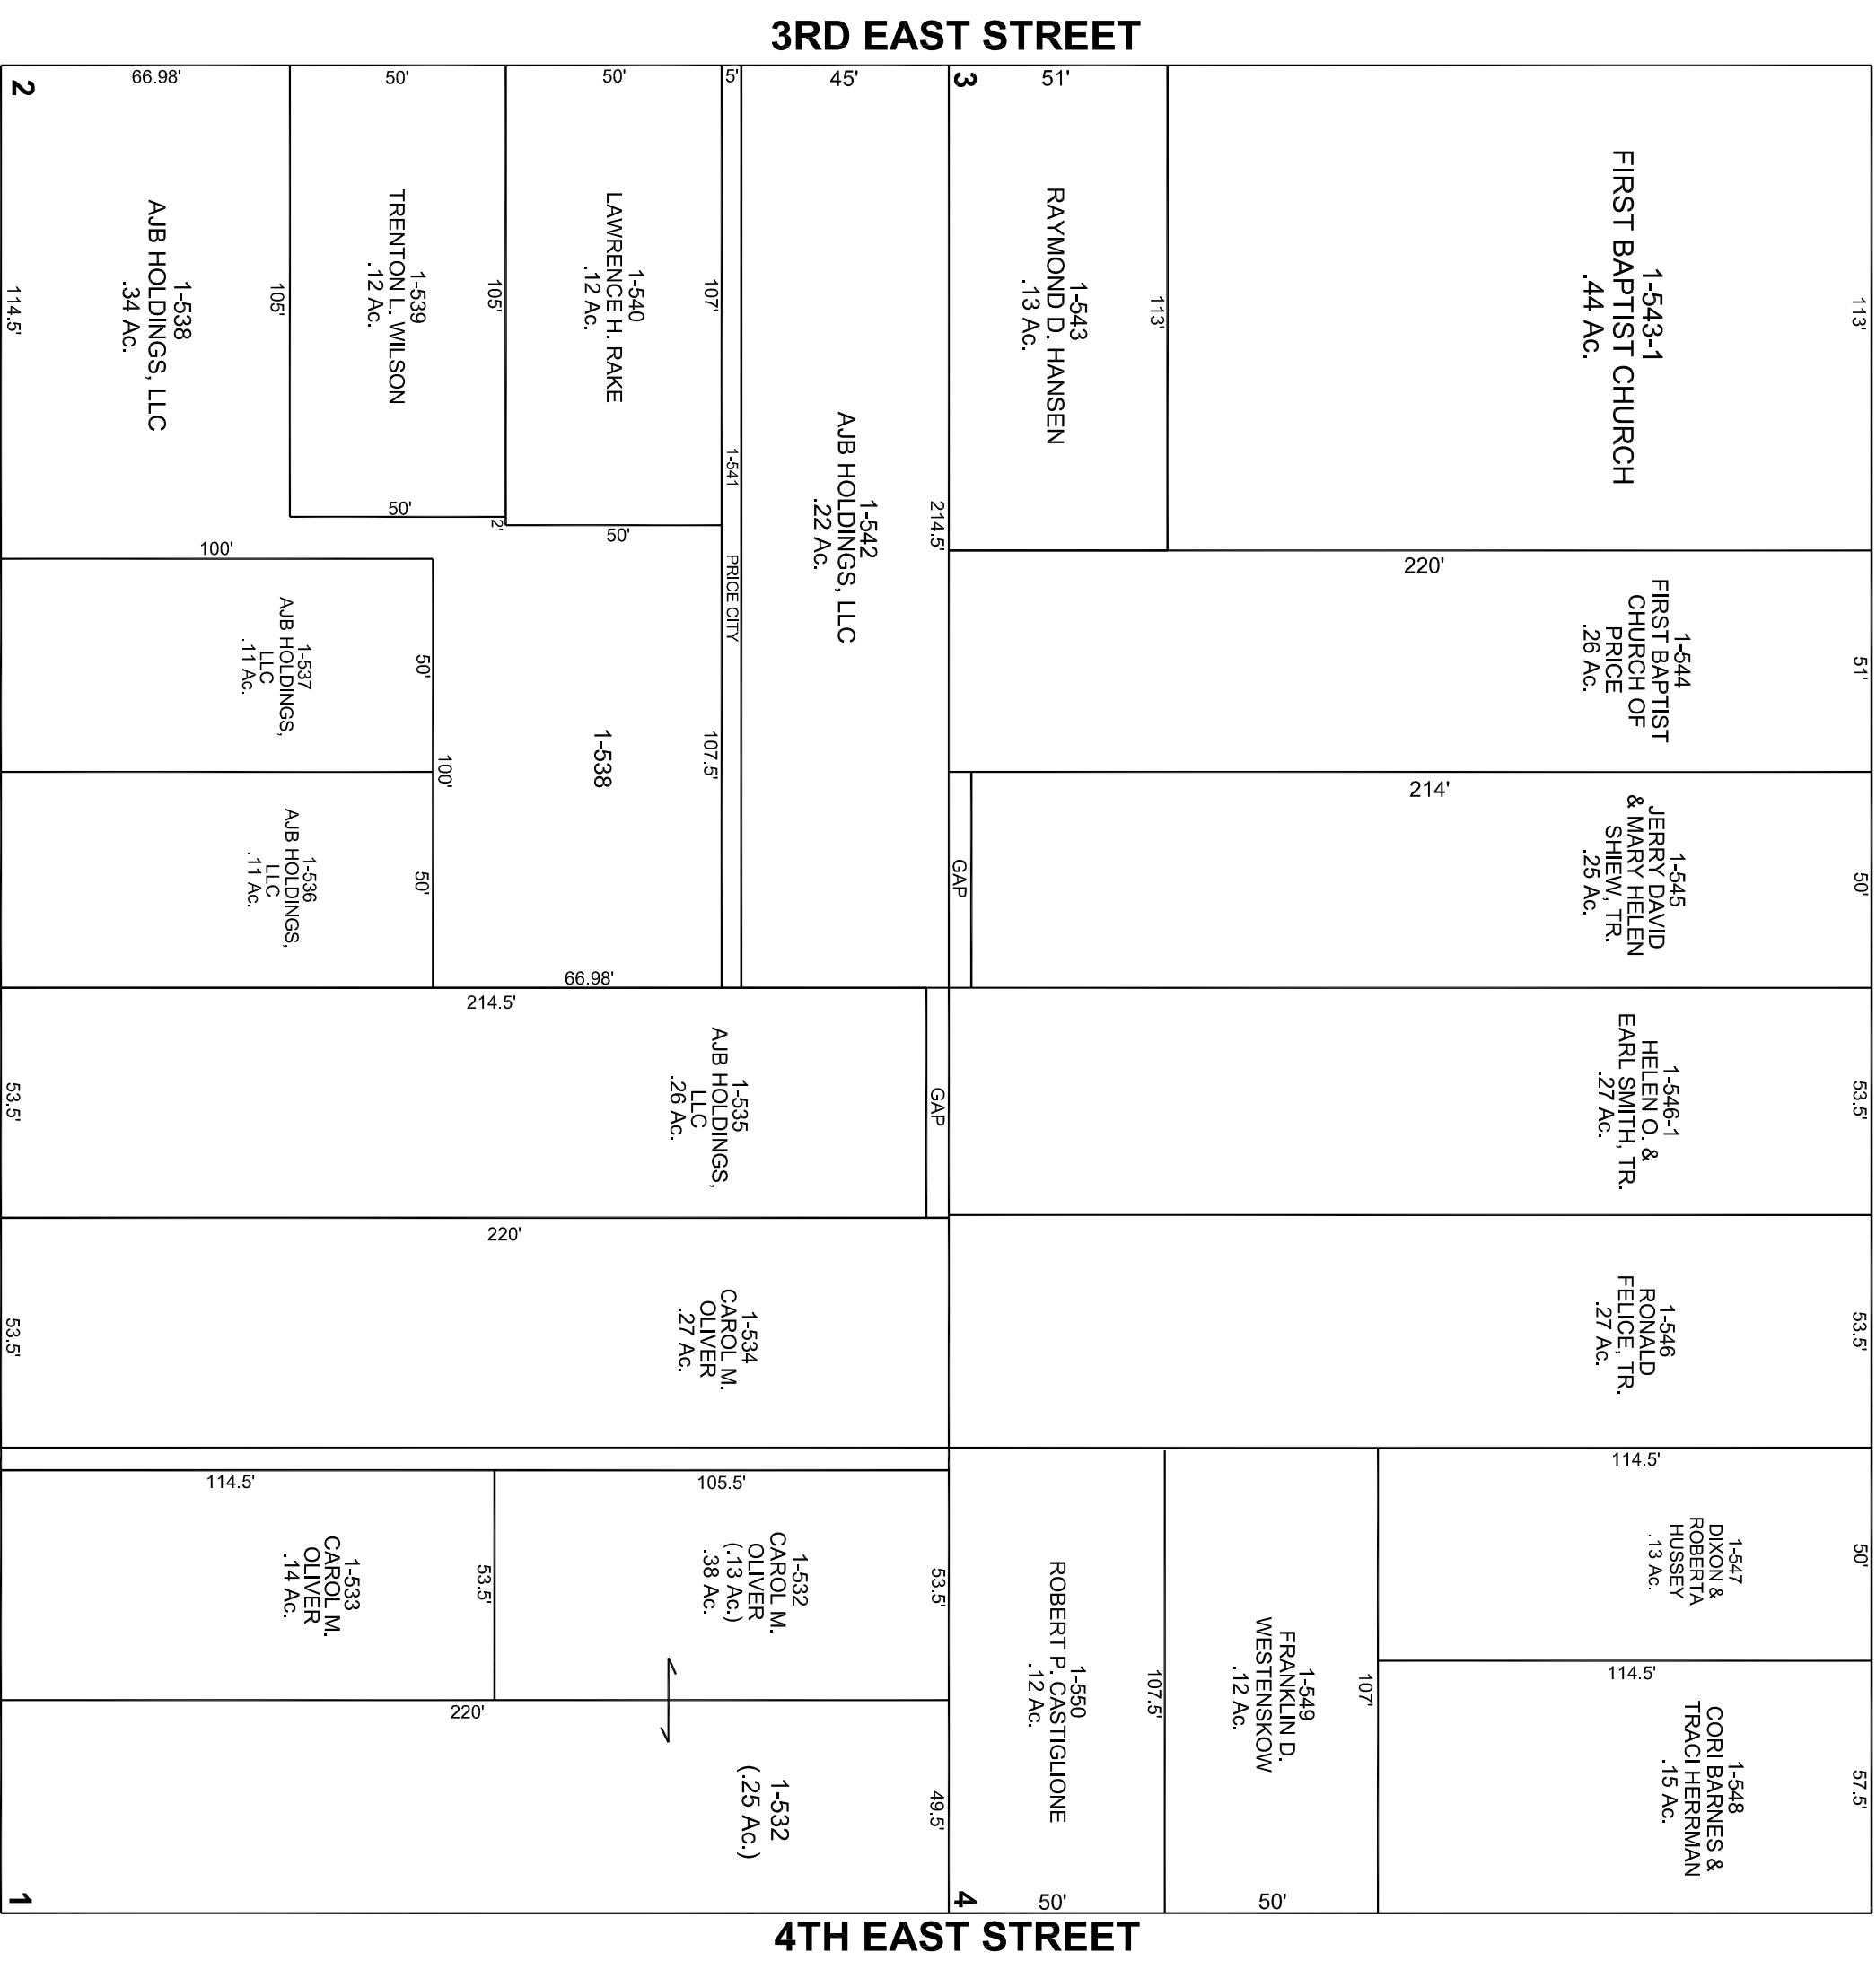 3RD EAST STREET
2
66.98'
50'
50'
5'
45'
3
51'
1-538
AJB HOLDINGS, LLC
.34 Ac.
114.5'
105'
1-539
TRENTON L. WILSON
.12 Ac.
105'
50'
2'
1-540
LAWRENCE H. RAKE
.12 Ac.
107'
50'
1-541
PRICE CITY
1-542
AJB HOLDINGS, LLC
.22 Ac.
214.5'
1-543
RAYMOND D. HANSEN
.13 Ac.
113'
1-543-1
FIRST BAPTIST CHURCH
.44 Ac.
113'
100'
1-537
AJB HOLDINGS,
LLC
.11 Ac.
50'
100'
1-538
107.5'
220'
1-544
FIRST BAPTIST
CHURCH OF
PRICE
.26 Ac.
51'
1-536
AJB HOLDINGS,
LLC
.11 Ac.
50'
66.98'
GAP
214'
1-545
JERRY DAVID
& MARY HELEN
SHIEW, TR.
.25 Ac.
50'
214.5'
53.5'
1-535
AJB HOLDINGS,
LLC
.26 Ac.
GAP
1-546-1
HELEN O. &
EARL SMITH, TR.
.27 Ac.
53.5'
220'
53.5'
1-534
CAROL M.
OLIVER
.27 Ac.
1-546
RONALD
FELICE, TR.
.27 Ac.
53.5'
114.5'
1-533
CAROL M.
OLIVER
.14 Ac.
53.5'
105.5'
1-532
CAROL M.
OLIVER
(.13 Ac.)
.38 Ac.
53.5'
1-550
ROBERT P. CASTIGLIONE
.12 Ac.
107.5'
1-549
FRANKLIN D.
WESTENSKOW
.12 Ac.
107'
114.5'
1-547
DIXON &
ROBERTA
HUSSEY
.13 Ac.
50'
114.5'
1-548
CORI BARNES &
TRACI HERRMAN
.15 Ac.
57.5'
220'
1-532
(.25 Ac.)
49.5'
1
4
50'
50'
4TH EAST STREET